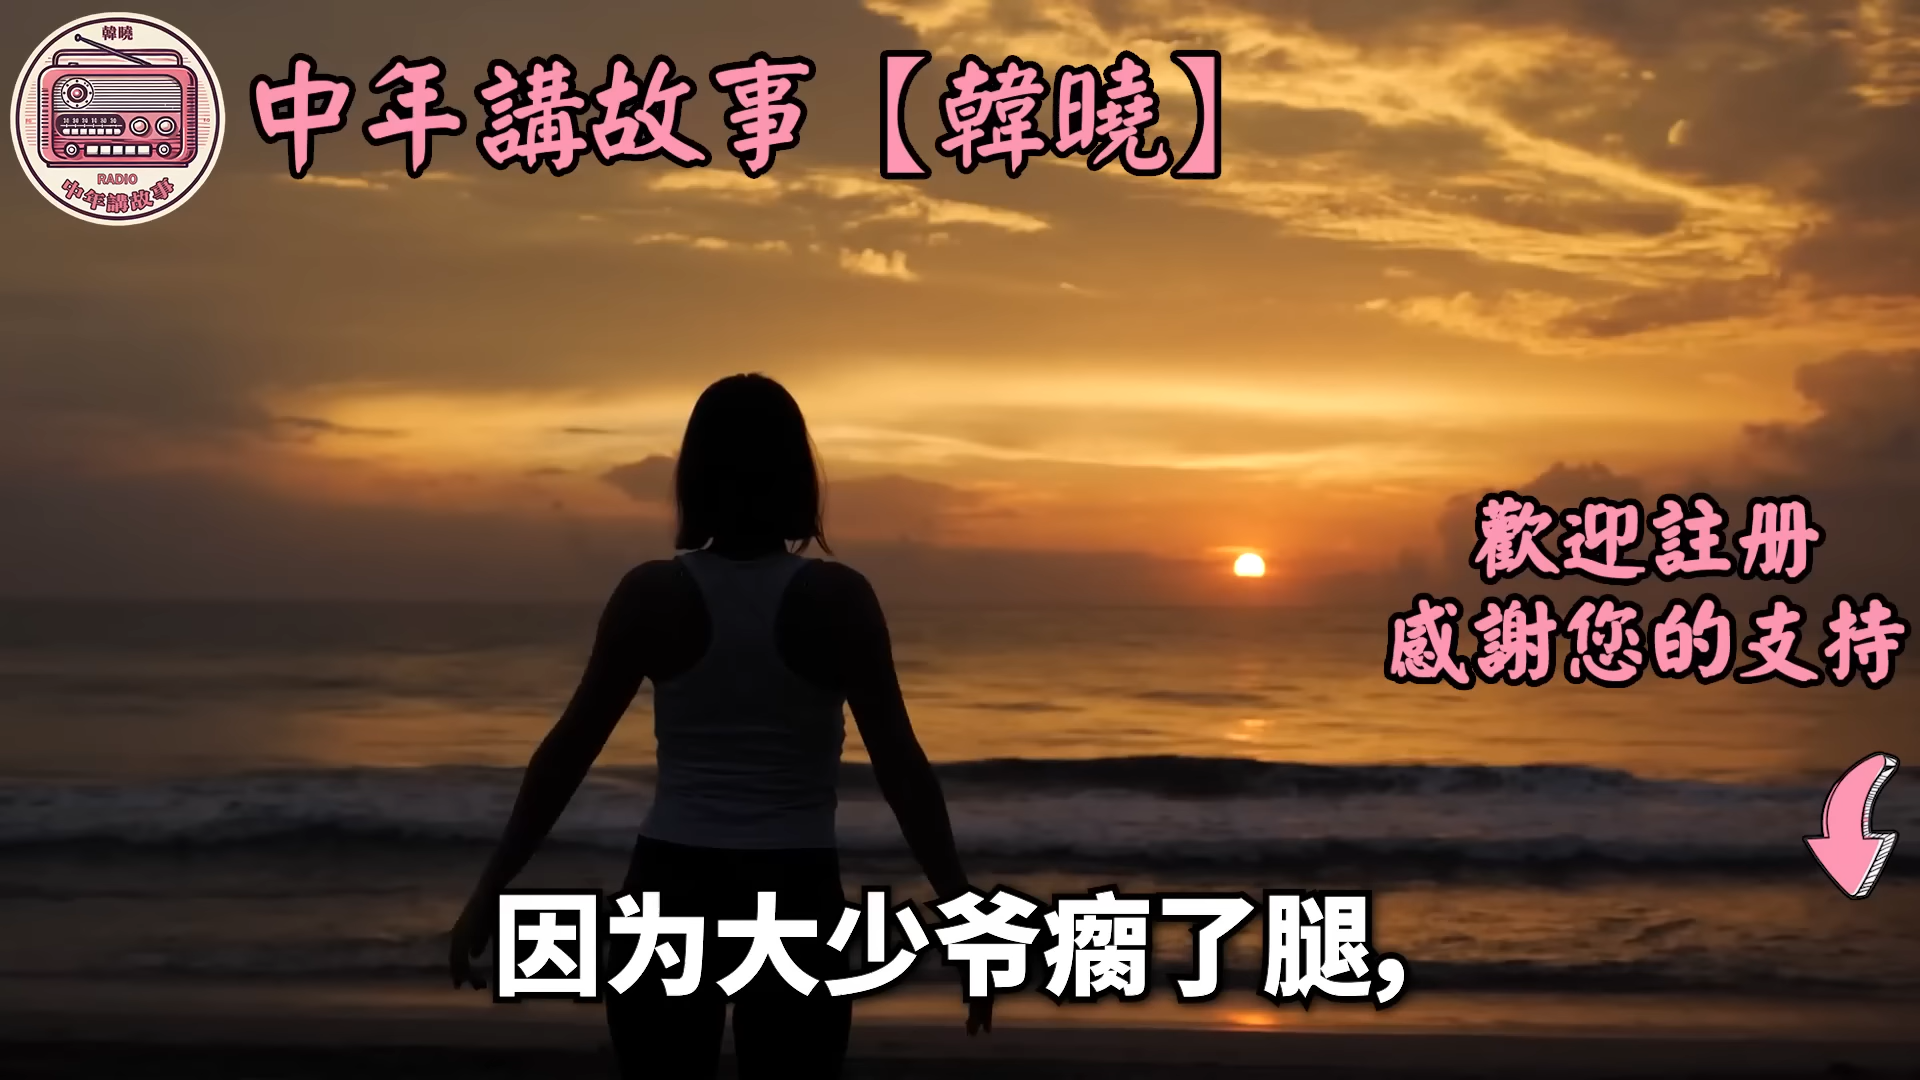 韓曉
RADIO
中年講故事
中年講故事【韓曉】
歡迎註册
感謝您的支持
因为大少爷瘸了腿,